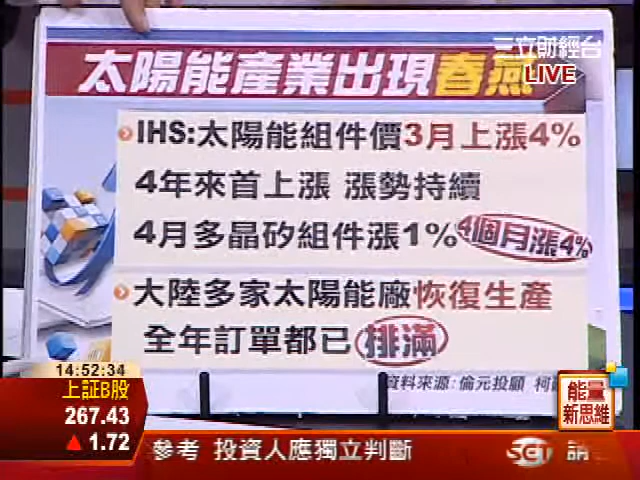 三立財經台
LIVE
太陽能產業出現春燕
IHS:太陽能組件價3月上漲4%
4年來首上漲 漲勢持續
4月多晶矽組件漲1% 4個月漲4%
大陸多家太陽能廠恢復生產
全年訂單都已排滿
資料來源:倫元投顧 柯
14:52:34
上証B股
267.43
▲1.72
能量
新思維
參考 投資人應獨立判斷
SET 請